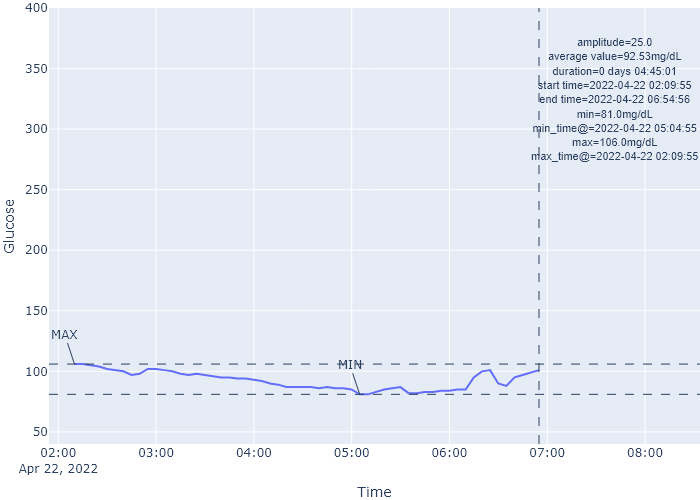 400
350
300
250
200
150
100
50
Glucose
amplitude=25.0
average value=92.53mg/dL
duration=0 days 04:45:01
start time=2022-04-22 02:09:55
end time=2022-04-22 06:54:56
min=81.0mg/dL
min_time@=2022-04-22 05:04:55
max=106.0mg/dL
max_time@=2022-04-22 02:09:55
MAX
MIN
02:00 03:00 04:00 05:00 06:00 07:00 08:00
Apr 22, 2022
Time